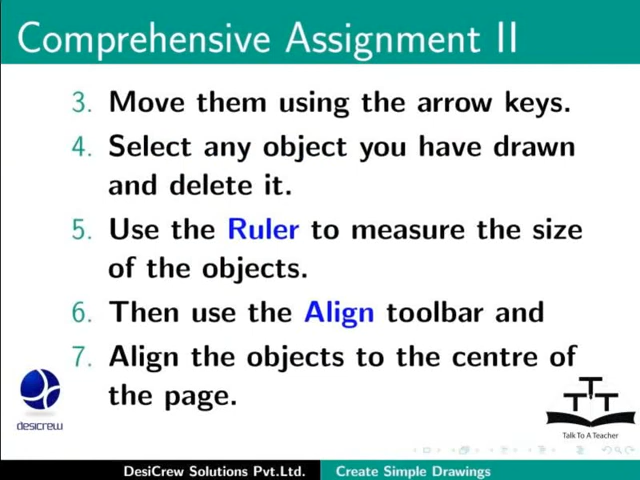 Comprehensive Assignment II
3. Move them using the arrow keys.
4. Select any object you have drawn
and delete it.
5. Use the Ruler to measure the size
of the objects.
6. Then use the Align toolbar and
7. Align the objects to the centre of
the page.
desicrew
TTT
Talk To A Teacher
DesiCrew Solutions Pvt.Ltd. Create Simple Drawings